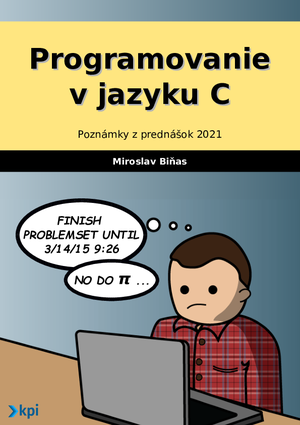 Programovanie
v jazyku C
Poznámky z prednášok 2021
Miroslav Biňas
FINISH
PROBLEMSET UNTIL
3/14/15 9:26
NO DO π ...
kpi